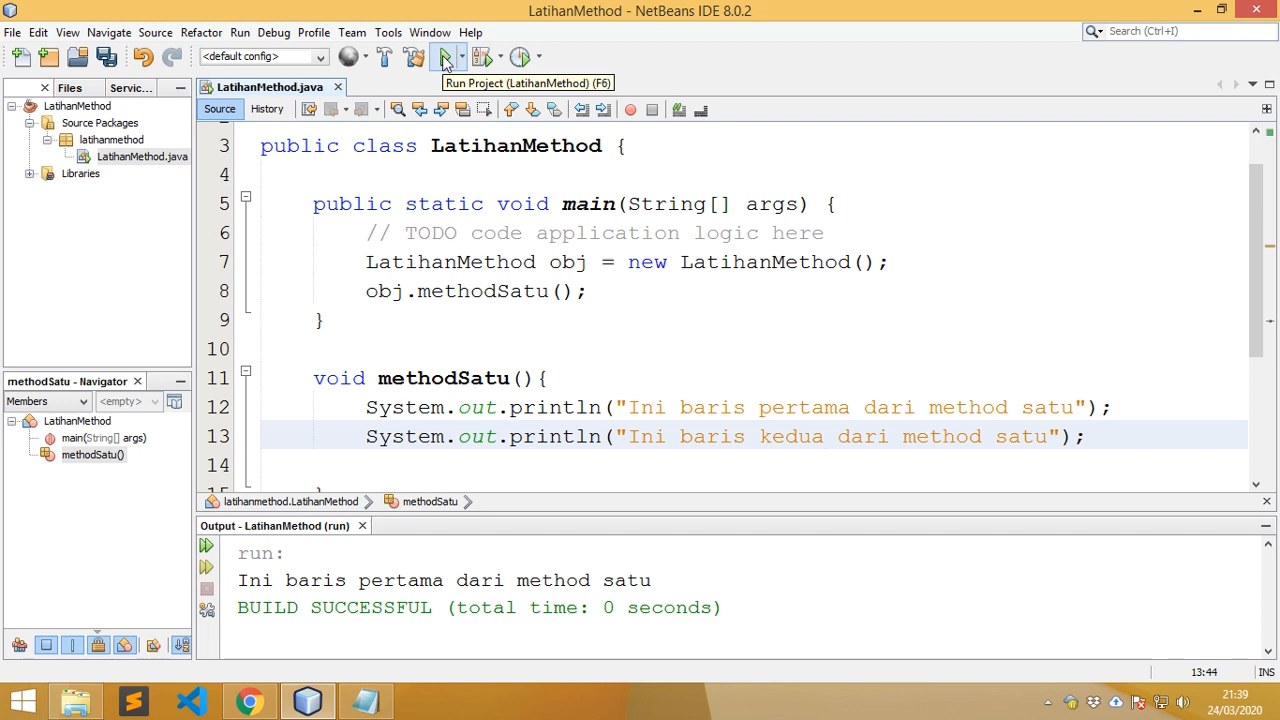 LatihanMethod - NetBeans IDE 8.0.2
File Edit View Navigate Source Refactor Run Debug Profile Team Tools Window Help
Search (Ctrl+I)
<default config>
Run Project (LatihanMethod) (F6)
Files Servic...
LatihanMethod
Source Packages
latihanmethod
LatihanMethod.java
Libraries
LatihanMethod.java
Source History
3 public class LatihanMethod {
4
5 public static void main(String[] args) {
6 // TODO code application logic here
7 LatihanMethod obj = new LatihanMethod();
8 obj.methodSatu();
9 }
10
11 void methodSatu(){
12 System.out.println("Ini baris pertama dari method satu");
13 System.out.println("Ini baris kedua dari method satu");
14
latihanmethod.LatihanMethod methodSatu
methodSatu - Navigator
Members <empty>
LatihanMethod
main(String[] args)
methodSatu()
Output - LatihanMethod (run)
run:
Ini baris pertama dari method satu
BUILD SUCCESSFUL (total time: 0 seconds)
13:44 INS
21:39
24/03/2020